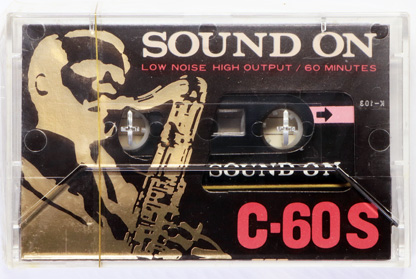 SOUND ON
LOW NOISE HIGH OUTPUT / 60 MINUTES
K-103
SOUND ON
C-60S